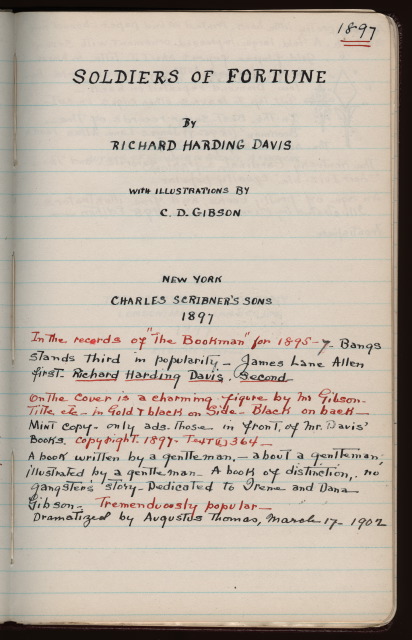 1897
SOLDIERS OF FORTUNE
By
RICHARD HARDING DAVIS
WITH ILLUSTRATIONS BY
C. D. GIBSON
NEW YORK
CHARLES SCRIBNER'S SONS
1897
In the records of "The Bookman" for 1895-7 Bangs
stands third in popularity - James Lane Allen
first. Richard Harding Davis. Second
On the cover is a charming figure by Mr Gibson-
Title etc - in Gold & black on Side - Black on back -
Mint copy - only ads. those in front, of Mr. Davis'
Books. copyright. 1897 - 364 -
A book written by a gentleman, - about a gentleman,
illustrated by a gentleman - A book of distinction, - no
gangster's story - Dedicated to Irene and Dana
Gibson - Tremendously popular -
Dramatized by Augustus Thomas, March 17 - 1902